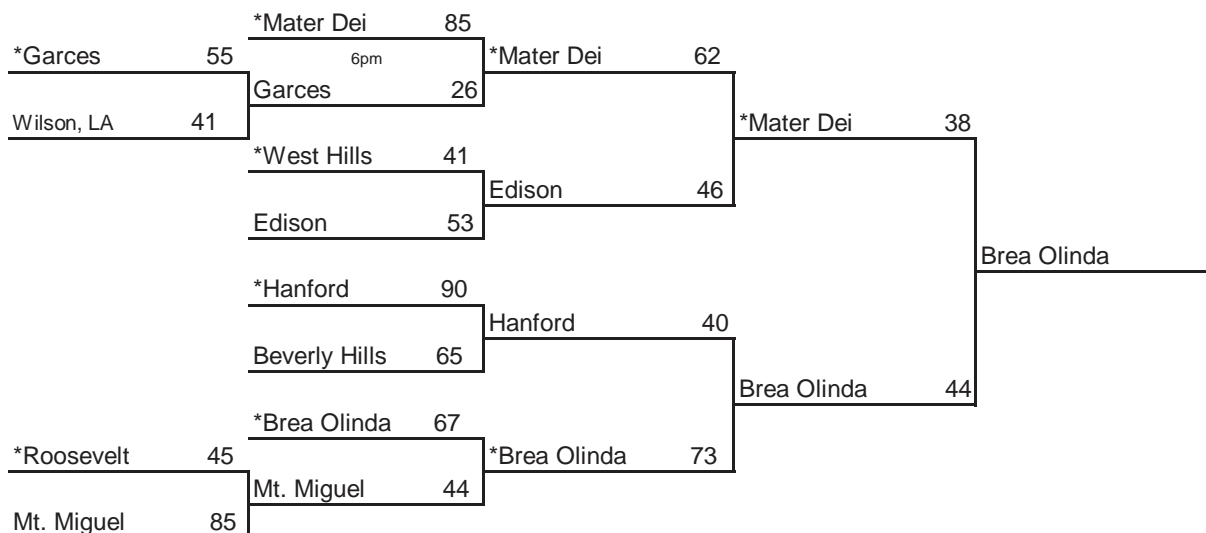 *Mater Dei 85
*Garces 55
6pm
*Mater Dei 62
Garces 26
Wilson, LA 41
*Mater Dei 38
*West Hills 41
Edison 46
Edison 53
Brea Olinda
*Hanford 90
Hanford 40
Beverly Hills 65
Brea Olinda 44
*Brea Olinda 67
*Roosevelt 45
*Brea Olinda 73
Mt. Miguel 44
Mt. Miguel 85